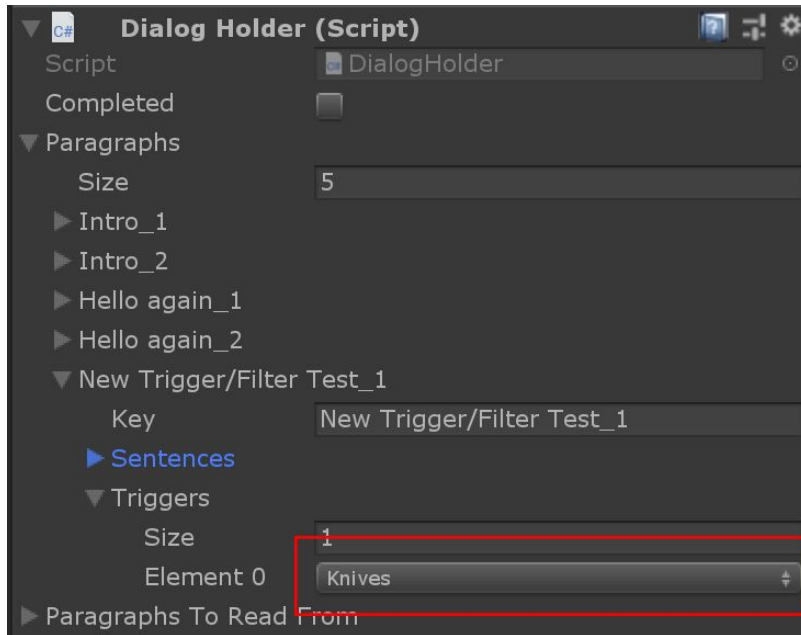 C# Dialog Holder (Script)
Script C# DialogHolder
Completed
Paragraphs
Size 5
Intro_1
Intro_2
Hello again_1
Hello again_2
New Trigger/Filter Test_1
Key New Trigger/Filter Test_1
Sentences
Triggers
Size 1
Element 0 Knives
Paragraphs To Read From